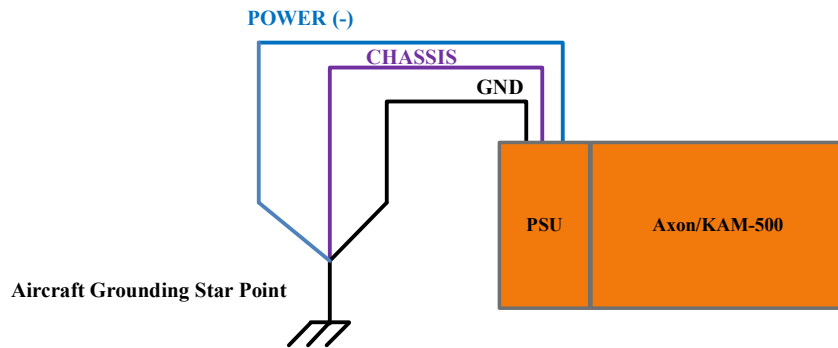 POWER (-)
CHASSIS
GND
PSU
Axon/KAM-500
Aircraft Grounding Star Point